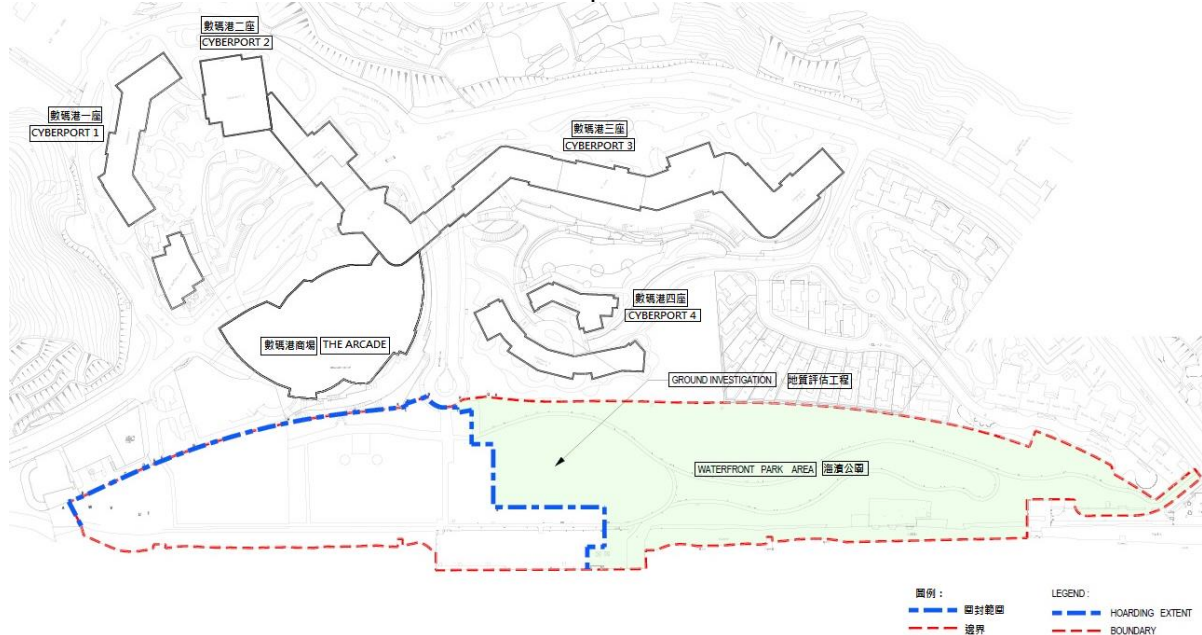 數碼港二座
CYBERPORT 2
數碼港一座
CYBERPORT 1
數碼港三座
CYBERPORT 3
數碼港四座
CYBERPORT 4
數碼港商場 THE ARCADE
GROUND INVESTIGATION 地質評估工程
WATERFRONT PARK AREA 海濱公園
圖例：
圍封範圍
邊界
LEGEND :
HOARDING EXTENT
BOUNDARY